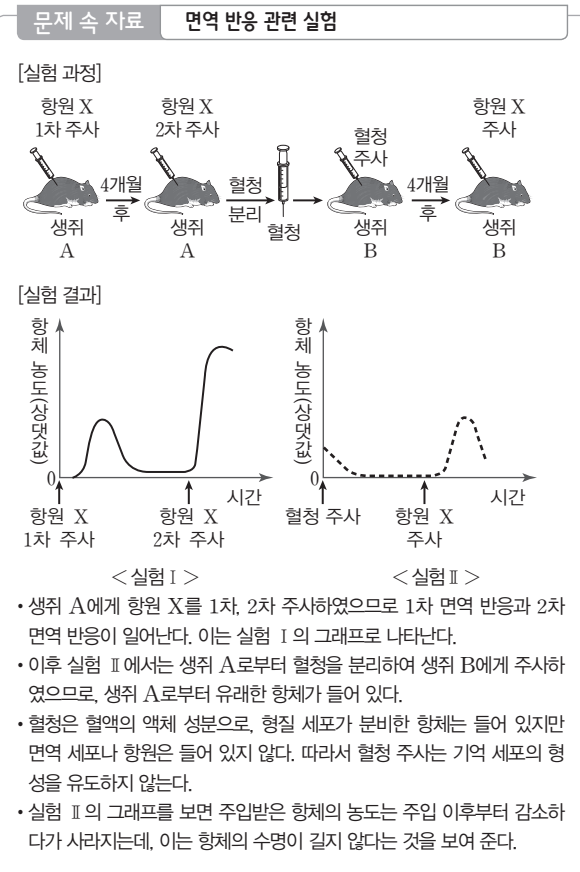 문제 속 자료 면역 반응 관련 실험
[실험 과정]
항원 X
1차 주사
항원 X
2차 주사
혈청
주사
항원 X
주사
4개월
후
혈청
분리
혈청
4개월
후
생쥐
A
생쥐
A
생쥐
B
생쥐
B
[실험 결과]
항체 농도(상댓값)
0
시간
항원 X
1차 주사
항원 X
2차 주사
<실험 Ⅰ>
항체 농도(상댓값)
0
시간
혈청 주사
항원 X
주사
<실험 Ⅱ>
• 생쥐 A에게 항원 X를 1차, 2차 주사하였으므로 1차 면역 반응과 2차
면역 반응이 일어난다. 이는 실험 Ⅰ의 그래프로 나타난다.
• 이후 실험 Ⅱ에서는 생쥐 A로부터 혈청을 분리하여 생쥐 B에게 주사하
였으므로, 생쥐 A로부터 유래한 항체가 들어 있다.
• 혈청은 혈액의 액체 성분으로, 형질 세포가 분비한 항체는 들어 있지만
면역 세포나 항원은 들어 있지 않다. 따라서 혈청 주사는 기억 세포의 형
성을 유도하지 않는다.
• 실험 Ⅱ의 그래프를 보면 주입받은 항체의 농도는 주입 이후부터 감소하
다가 사라지는데, 이는 항체의 수명이 길지 않다는 것을 보여 준다.